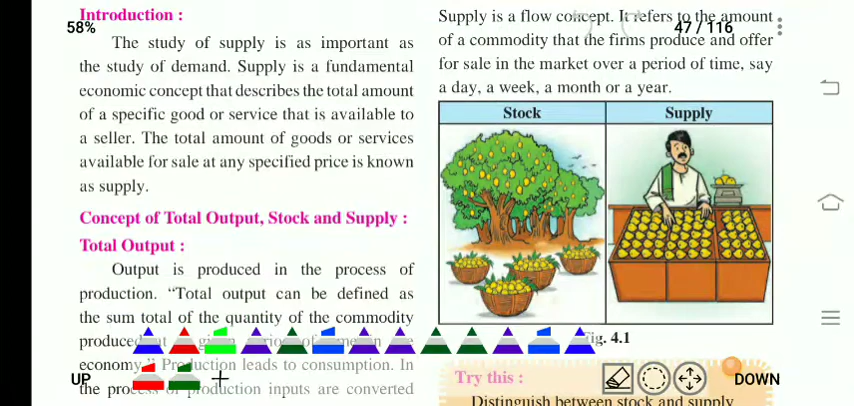 Introduction :
58%
The study of supply is as important as
the study of demand. Supply is a fundamental
economic concept that describes the total amount
of a specific good or service that is available to
a seller. The total amount of goods or services
available for sale at any specified price is known
as supply.
Concept of Total Output, Stock and Supply :
Total Output :
Output is produced in the process of
production. “Total output can be defined as
the sum total of the quantity of the commodity
produced
economy.” Production leads to consumption. In
UP
the production inputs are converted
Supply is a flow concept. It refers to the amount
47 / 116
of a commodity that the firms produce and offer
for sale in the market over a period of time, say
a day, a week, a month or a year.
Stock
Supply
Fig. 4.1
Try this :
DOWN
Distinguish between stock and supply